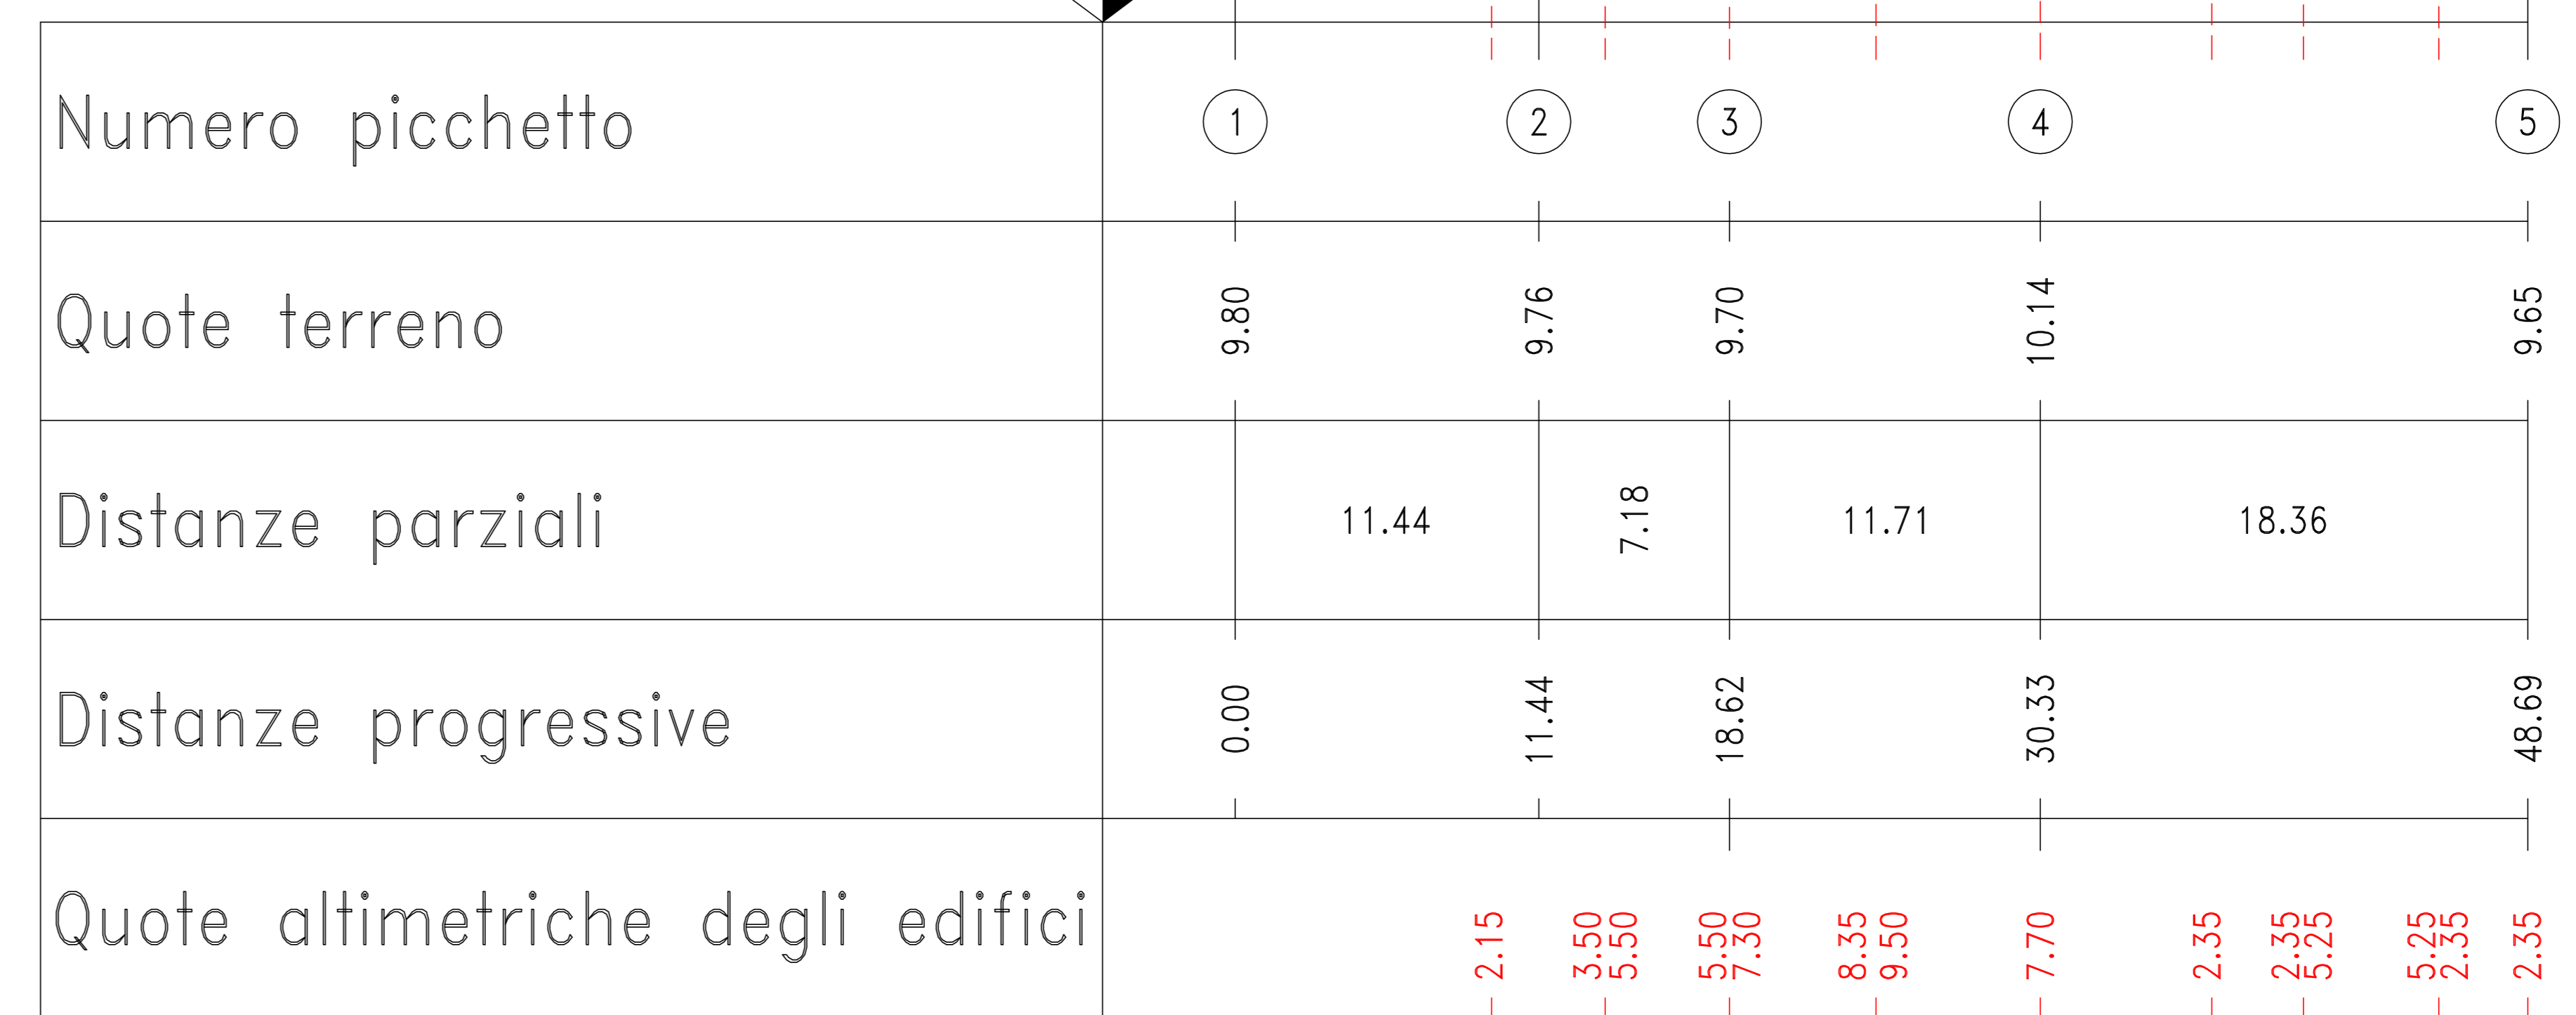 Numero picchetto 1 2 3 4 5
Quote terreno 9.80 9.76 9.70 10.14 9.65
Distanze parziali 11.44 7.18 11.71 18.36
Distanze progressive 0.00 11.44 18.62 30.33 48.69
Quote altimetriche degli edifici 2.15 3.50 5.50 5.50 7.30 8.35 9.50 7.70 2.35 2.35 5.25 5.25 2.35 2.35